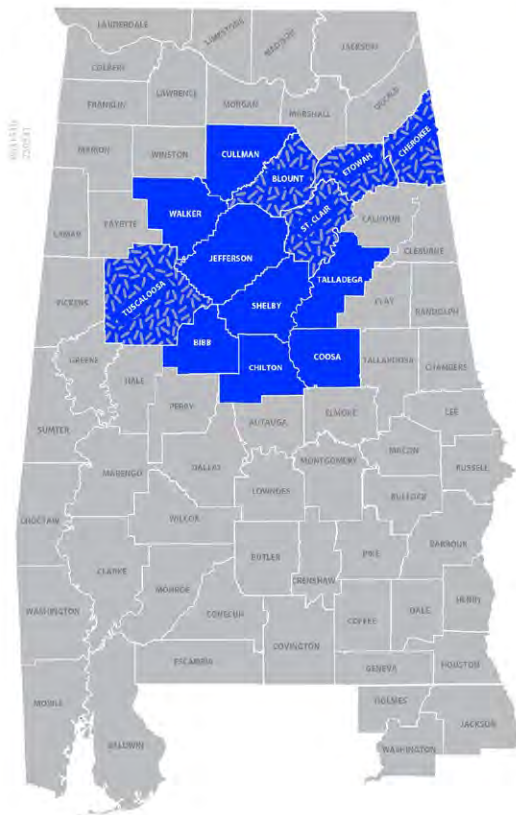 LAUDERDALE
LIMESTONE
MADISON
JACKSON
COLBERT
LAWRENCE
FRANKLIN
MORGAN
MARSHALL
DEKALB
MARION
WINSTON
CULLMAN
BLOUNT
ETOWAH
CHEROKEE
WALKER
ST. CLAIR
CALHOUN
LAMAR
FAYETTE
JEFFERSON
CLEBURNE
TALLADEGA
PICKENS
TUSCALOOSA
SHELBY
CLAY
RANDOLPH
BIBB
GREENE
HALE
CHILTON
COOSA
TALLAPOOSA
CHAMBERS
PERRY
SUMTER
AUTAUGA
ELMORE
LEE
MARENGO
DALLAS
MONTGOMERY
MACON
RUSSELL
LOWNDES
BULLOCK
CHOCTAW
WILCOX
CLARKE
BUTLER
CRENSHAW
PIKE
BARBOUR
MONROE
WASHINGTON
CONECUH
COFFEE
DALE
HENRY
COVINGTON
ESCAMBIA
GENEVA
HOUSTON
MOBILE
BALDWIN
HOLMES
JACKSON
WASHINGTON